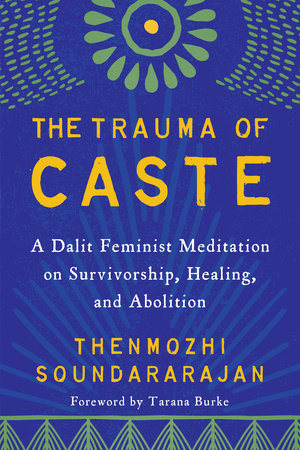 THE TRAUMA OF
CASTE
A Dalit Feminist Meditation
on Survivorship, Healing,
and Abolition
THENMOZHI
SOUNDARARAJAN
Foreword by Tarana Burke